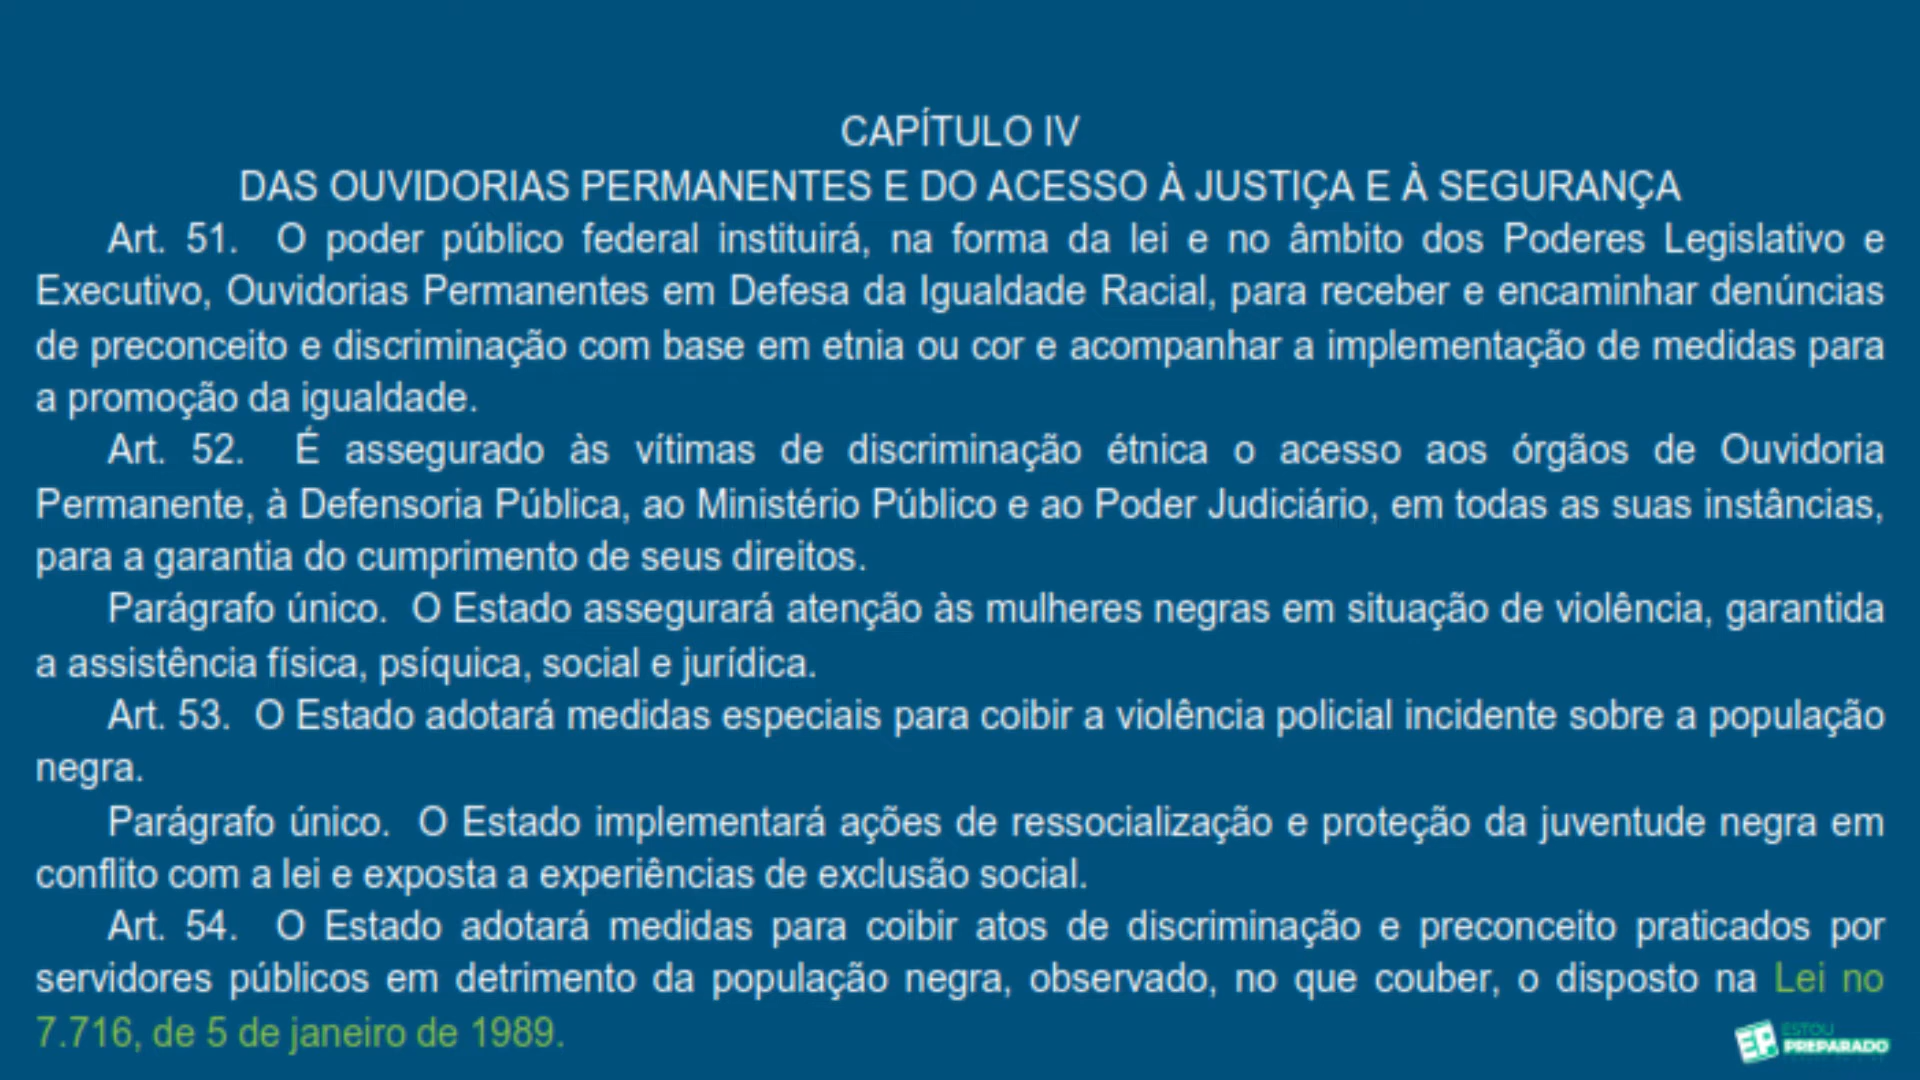 CAPÍTULO IV
DAS OUVIDORIAS PERMANENTES E DO ACESSO À JUSTIÇA E À SEGURANÇA
Art. 51. O poder público federal instituirá, na forma da lei e no âmbito dos Poderes Legislativo e
Executivo, Ouvidorias Permanentes em Defesa da Igualdade Racial, para receber e encaminhar denúncias
de preconceito e discriminação com base em etnia ou cor e acompanhar a implementação de medidas para
a promoção da igualdade.
Art. 52. É assegurado às vítimas de discriminação étnica o acesso aos órgãos de Ouvidoria
Permanente, à Defensoria Pública, ao Ministério Público e ao Poder Judiciário, em todas as suas instâncias,
para a garantia do cumprimento de seus direitos.
Parágrafo único. O Estado assegurará atenção às mulheres negras em situação de violência, garantida
a assistência física, psíquica, social e jurídica.
Art. 53. O Estado adotará medidas especiais para coibir a violência policial incidente sobre a população
negra.
Parágrafo único. O Estado implementará ações de ressocialização e proteção da juventude negra em
conflito com a lei e exposta a experiências de exclusão social.
Art. 54. O Estado adotará medidas para coibir atos de discriminação e preconceito praticados por
servidores públicos em detrimento da população negra, observado, no que couber, o disposto na Lei no
7.716, de 5 de janeiro de 1989.
EP ESTOU
PREPARADO